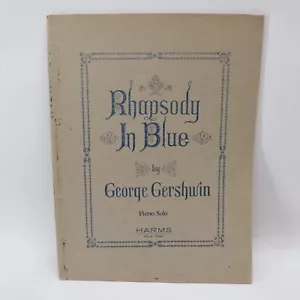 Rhapsody
In Blue
by
George Gershwin
Piano Solo
HARMS